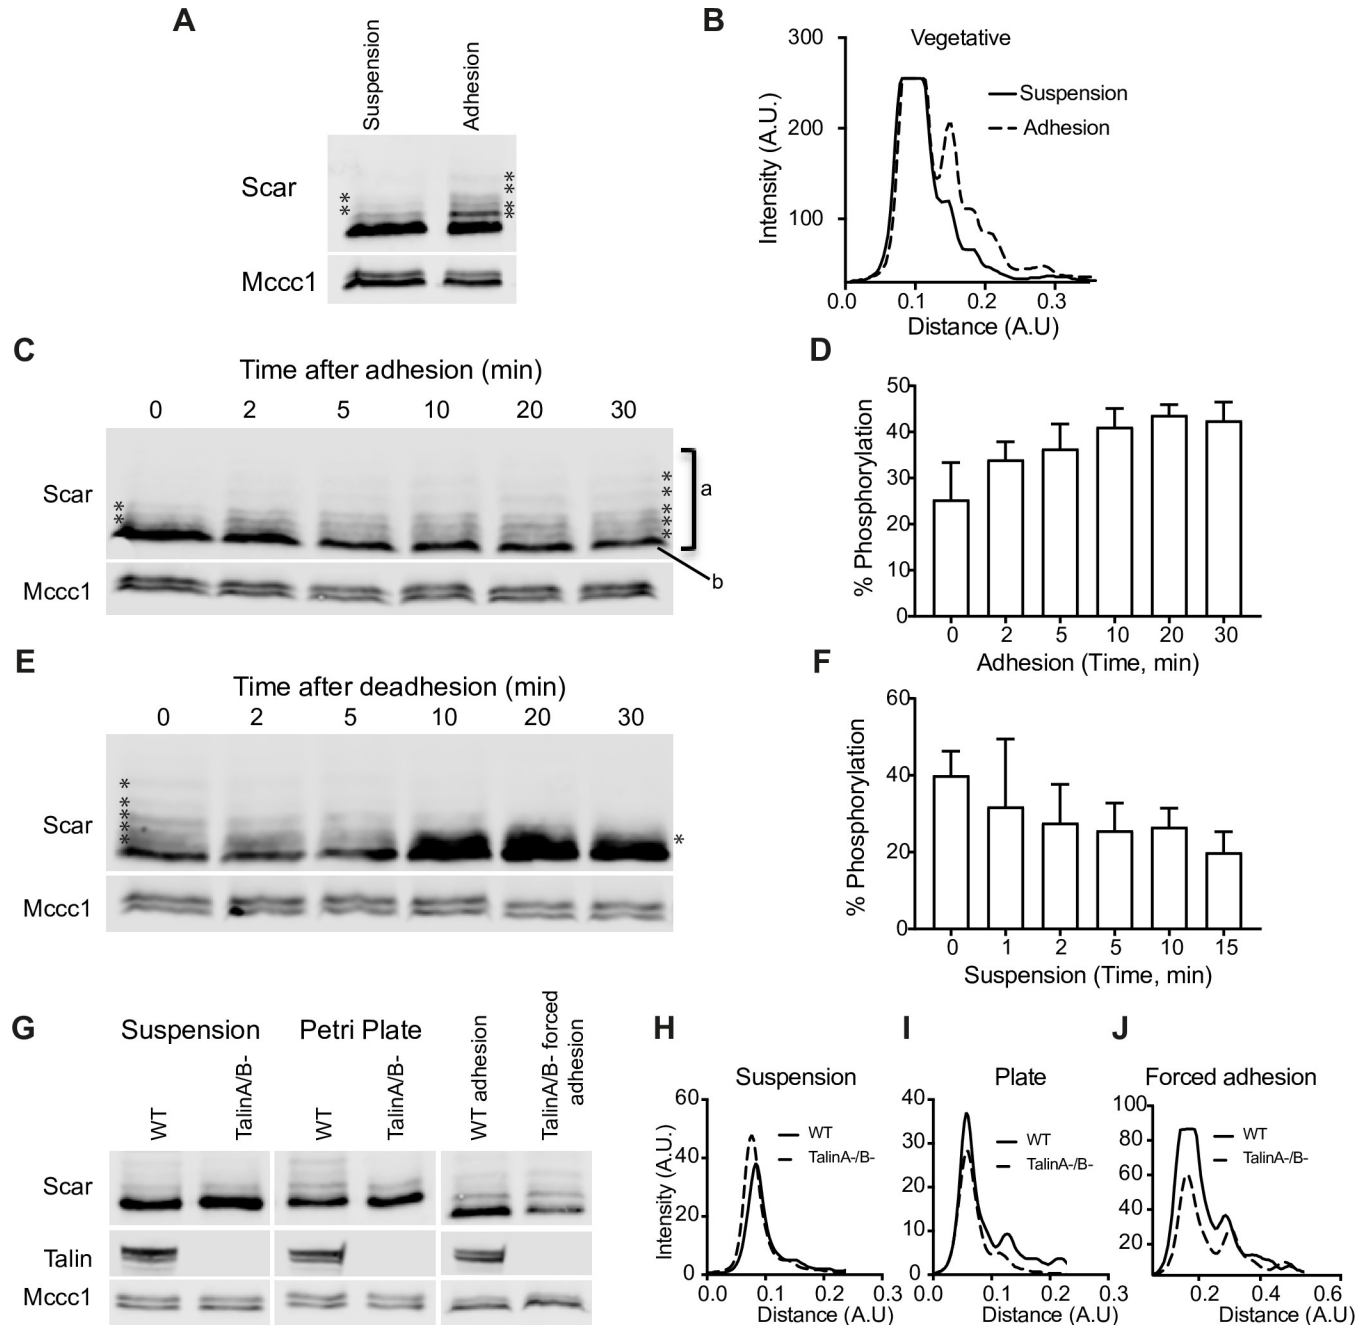 A
Suspension
Adhesion
Scar
**
**
**
Mccc1
B
Vegetative
300
200
100
Intensity (A.U.)
Suspension
Adhesion
0.0 0.1 0.2 0.3
Distance (A.U)
C
Time after adhesion (min)
0 2 5 10 20 30
Scar
**
*****
a
b
Mccc1
D
50
40
30
20
10
0
% Phosphorylation
0 2 5 10 20 30
Adhesion (Time, min)
E
Time after deadhesion (min)
0 2 5 10 20 30
Scar
*****
*
Mccc1
F
60
40
20
0
% Phosphorylation
0 1 2 5 10 15
Suspension (Time, min)
G
Suspension
Petri Plate
WT
TalinA/B-
WT
TalinA/B-
WT adhesion
TalinA/B- forced
adhesion
Scar
Talin
Mccc1
H
Suspension
60
40
20
0
Intensity (A.U.)
WT
TalinA-/B-
0.0 0.1 0.2 0.3
Distance (A.U)
I
Plate
40
30
20
10
0
WT
TalinA-/B-
0.0 0.1 0.2 0.3
Distance (A.U)
J
Forced adhesion
100
80
60
40
20
WT
TalinA-/B-
0.2 0.4 0.6
Distance (A.U)